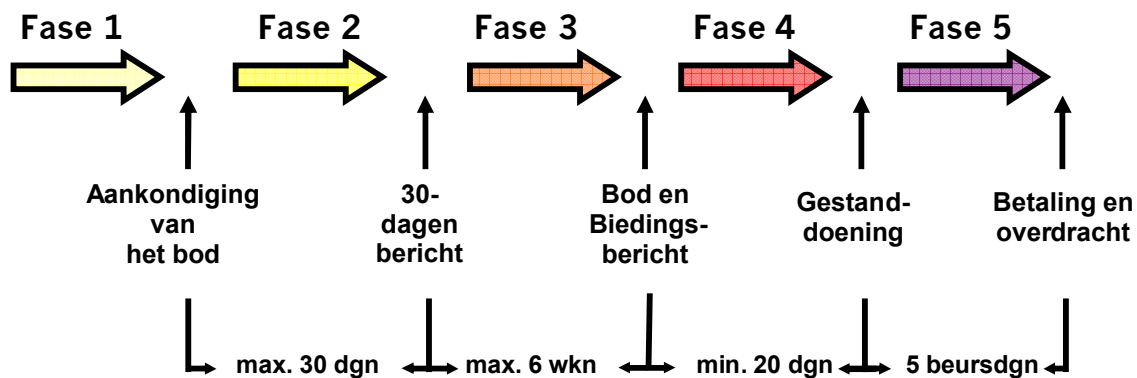 Fase 1
Fase 2
Fase 3
Fase 4
Fase 5
Aankondiging
van
het bod
30-
dagen
bericht
Bod en
Biedings-
bericht
Gestand-
doening
Betaling en
overdracht
max. 30 dgn
max. 6 wkn
min. 20 dgn
5 beursdgn